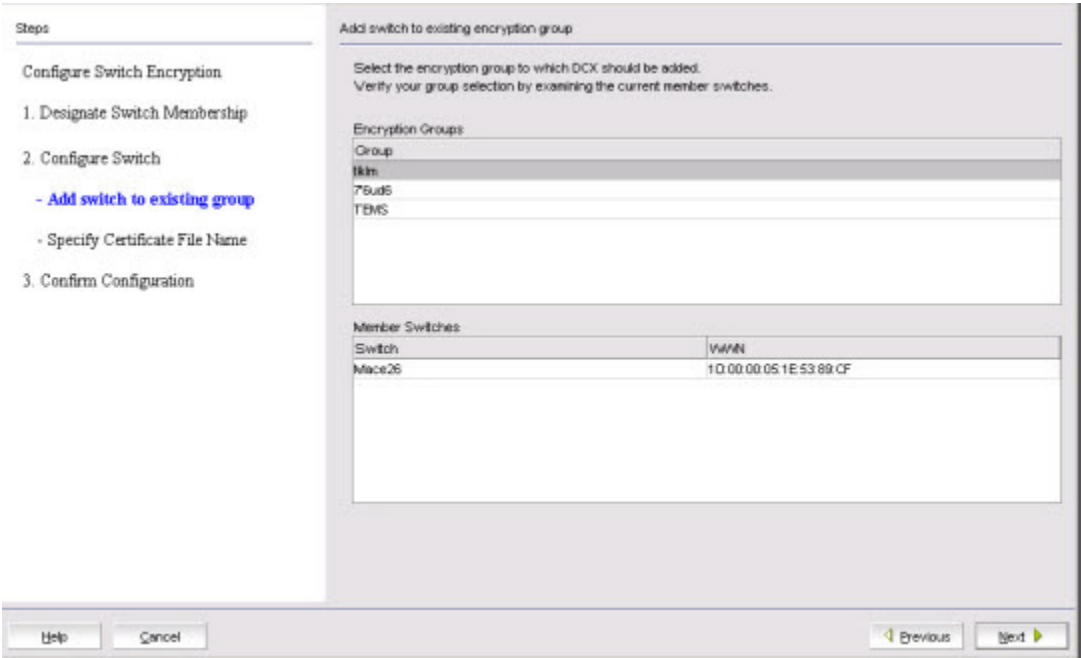 Steps
Configure Switch Encryption
1. Designate Switch Membership
2. Configure Switch
- Add switch to existing group
- Specify Certificate File Name
3. Confirm Configuration
Add switch to existing encryption group
Select the encryption group to which DCX should be added.
Verify your group selection by examining the current member switches.
Encryption Groups
Group
tklm
76ud6
TEMS
Member Switches
Switch WWN
Mace26 10:00:00:05:1E:53:89:CF
Help Cancel Previous Next